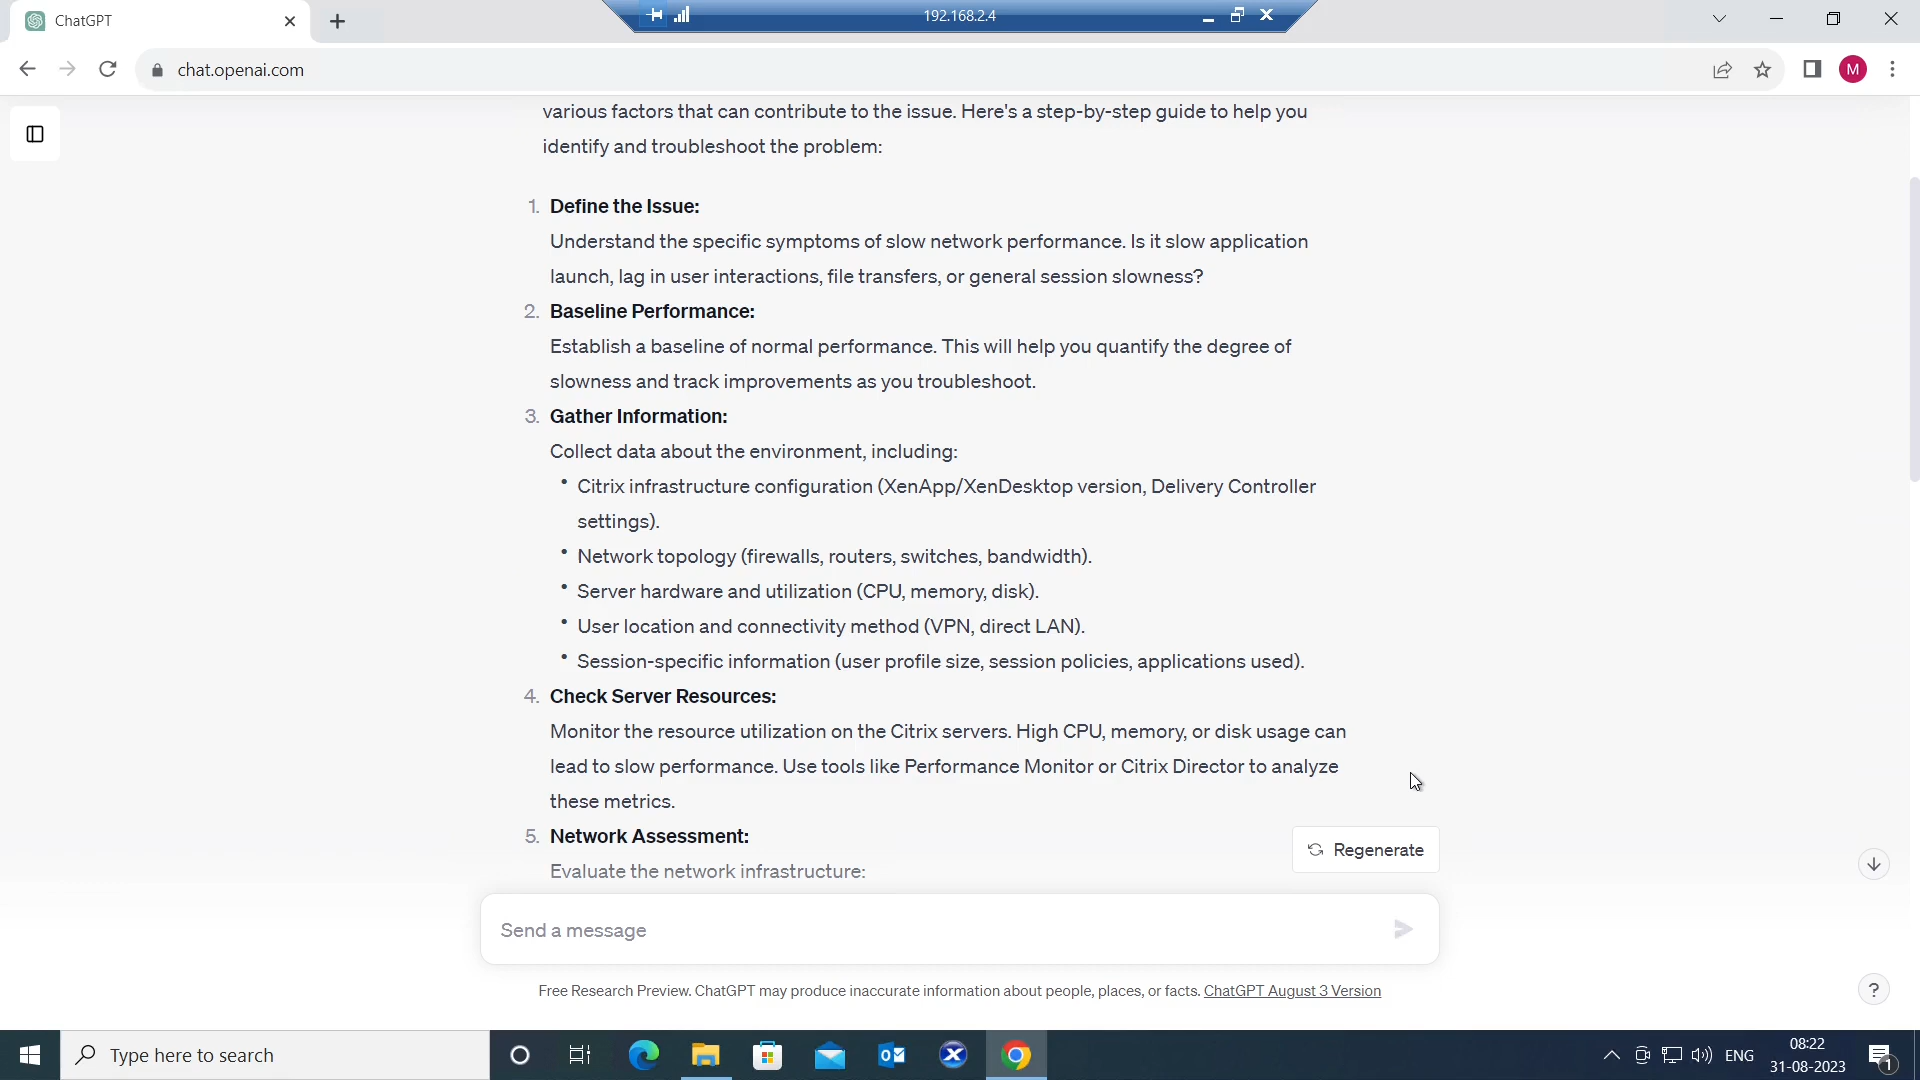 ChatGPT
192.168.2.4
chat.openai.com
M
various factors that can contribute to the issue. Here's a step-by-step guide to help you
identify and troubleshoot the problem:
1. Define the Issue:
Understand the specific symptoms of slow network performance. Is it slow application
launch, lag in user interactions, file transfers, or general session slowness?
2. Baseline Performance:
Establish a baseline of normal performance. This will help you quantify the degree of
slowness and track improvements as you troubleshoot.
3. Gather Information:
Collect data about the environment, including:
• Citrix infrastructure configuration (XenApp/XenDesktop version, Delivery Controller
settings).
• Network topology (firewalls, routers, switches, bandwidth).
• Server hardware and utilization (CPU, memory, disk).
• User location and connectivity method (VPN, direct LAN).
• Session-specific information (user profile size, session policies, applications used).
4. Check Server Resources:
Monitor the resource utilization on the Citrix servers. High CPU, memory, or disk usage can
lead to slow performance. Use tools like Performance Monitor or Citrix Director to analyze
these metrics.
5. Network Assessment:
Regenerate
Evaluate the network infrastructure:
Send a message
Free Research Preview. ChatGPT may produce inaccurate information about people, places, or facts. ChatGPT August 3 Version
?
Type here to search
ENG
08:22
31-08-2023
1